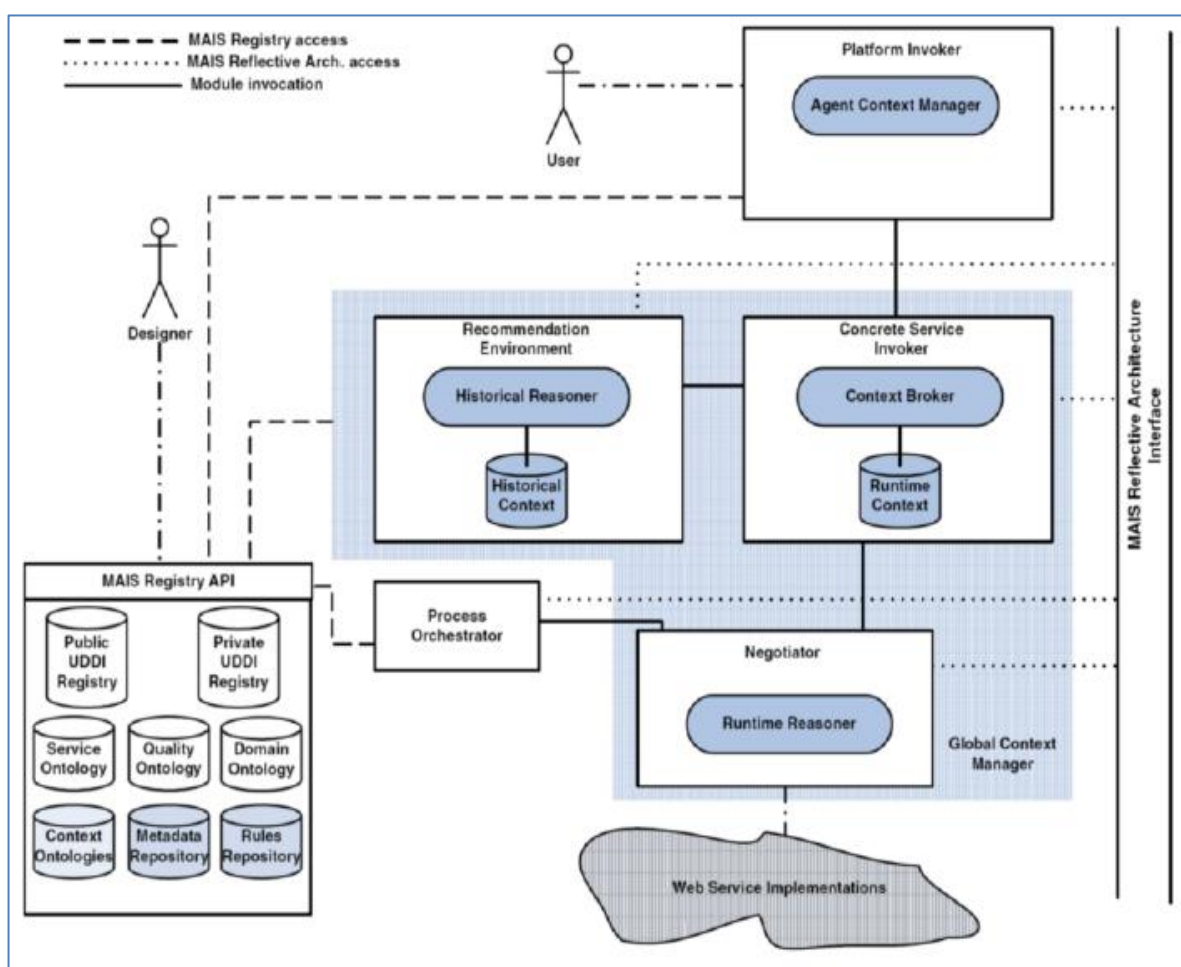 MAIS Registry access
MAIS Reflective Arch. access
Module invocation
User
Platform Invoker
Agent Context Manager
Designer
Recommendation
Environment
Historical Reasoner
Historical
Context
Concrete Service
Invoker
Context Broker
Runtime
Context
MAIS Reflective Architecture
Interface
MAIS Registry API
Public
UDDI
Registry
Private
UDDI
Registry
Service
Ontology
Quality
Ontology
Domain
Ontology
Context
Ontologies
Metadada
Repository
Rules
Repository
Process
Orchestrator
Negotiator
Runtime Reasoner
Global Context
Manager
Web Service Implementations